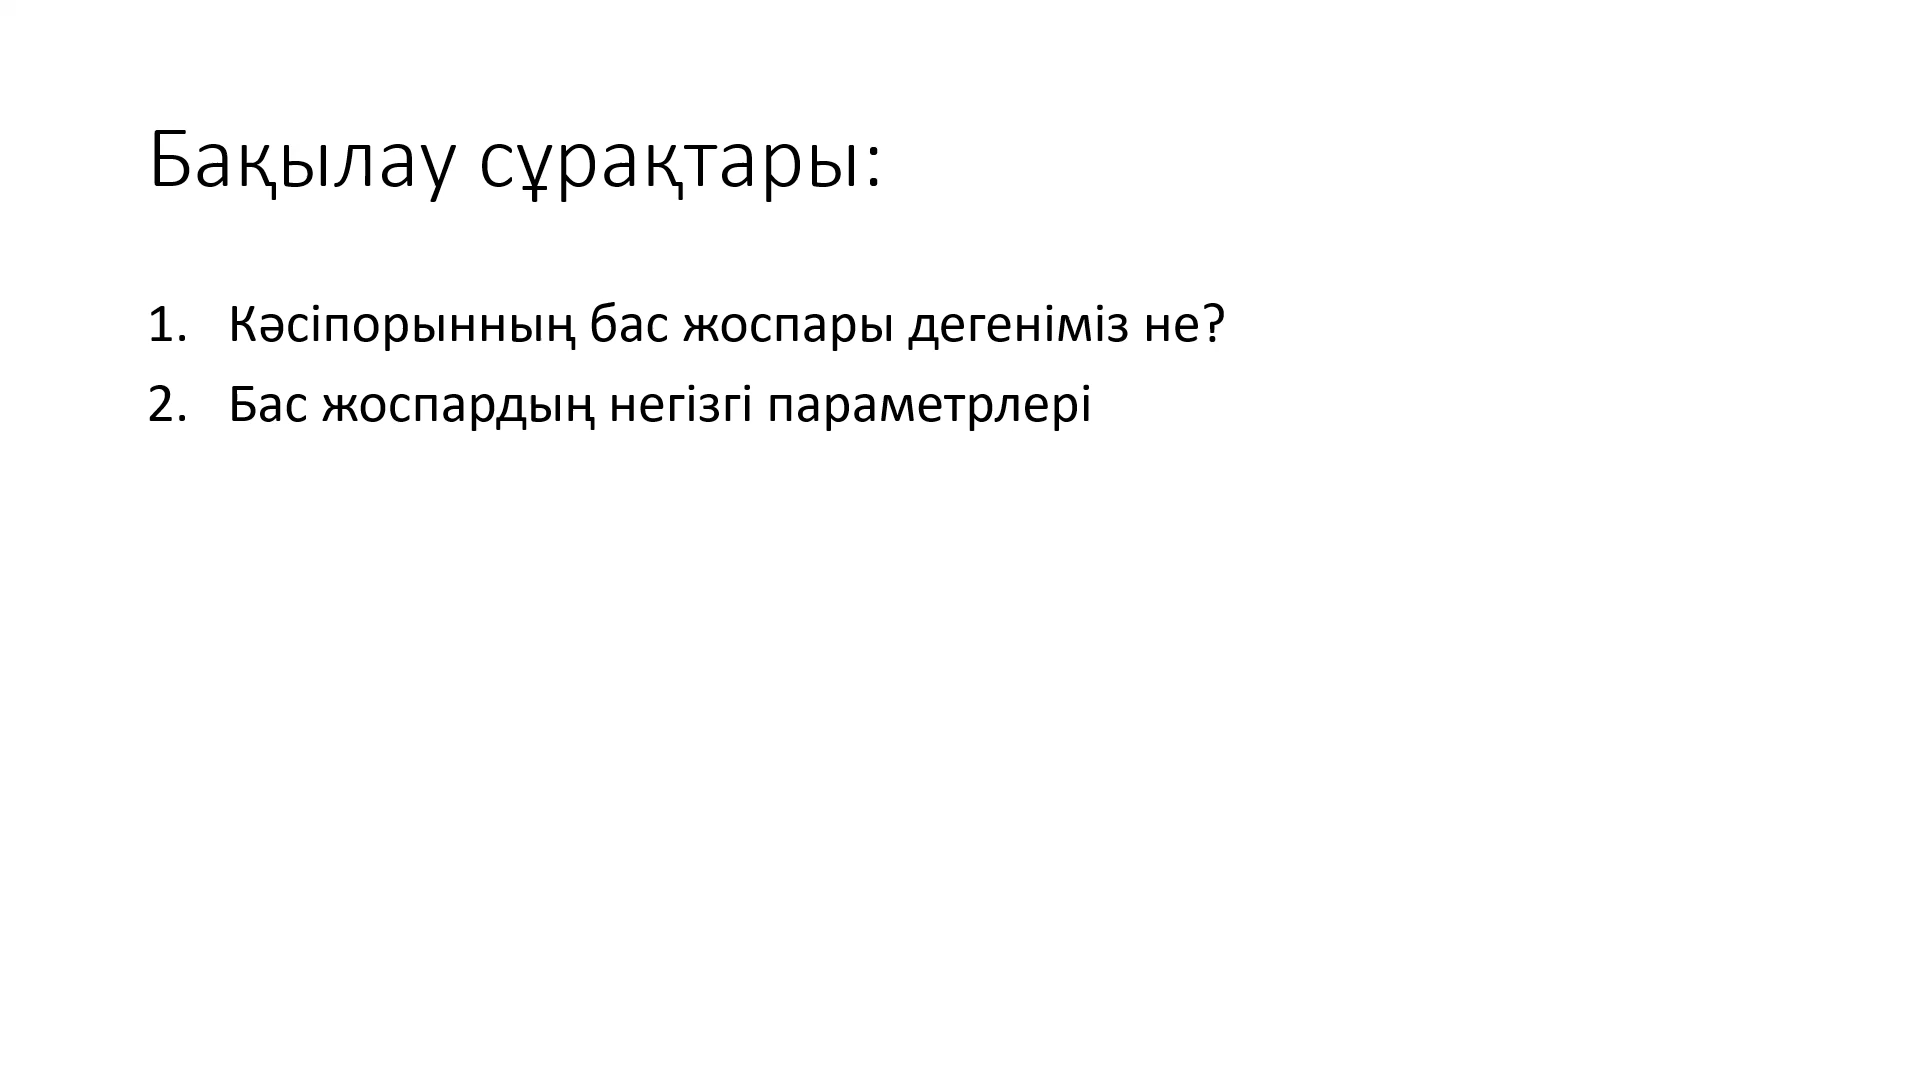 Бақылау сұрақтары:
1. Кәсіпорынның бас жоспары дегеніміз не?
2. Бас жоспардың негізгі параметрлері